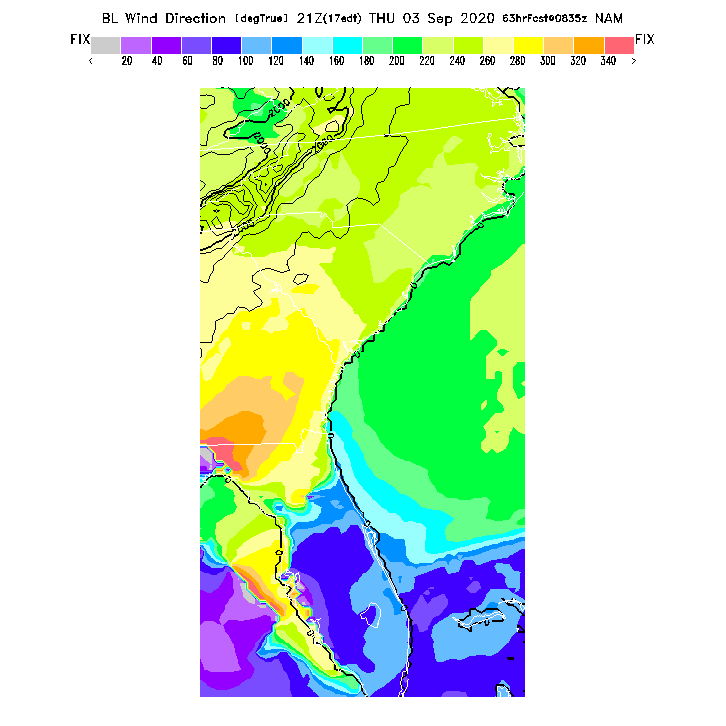 BL Wind Direction [degTrue] 21Z(17edt) THU 03 Sep 2020 63hrFcst@0835z NAM
FIX FIX
< 20 40 60 80 100 120 140 160 180 200 220 240 260 280 300 320 340 >